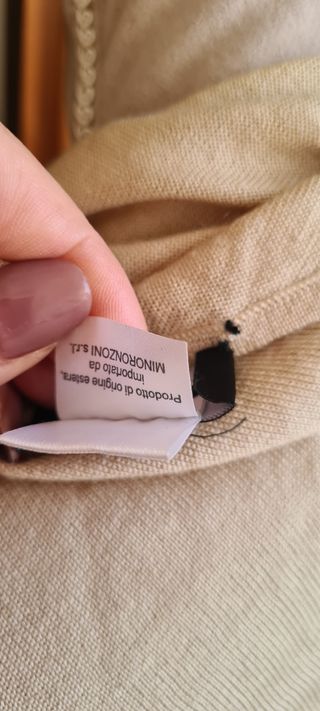 Prodotto di origine estera,
importato da
MINORONZONI s.r.l.